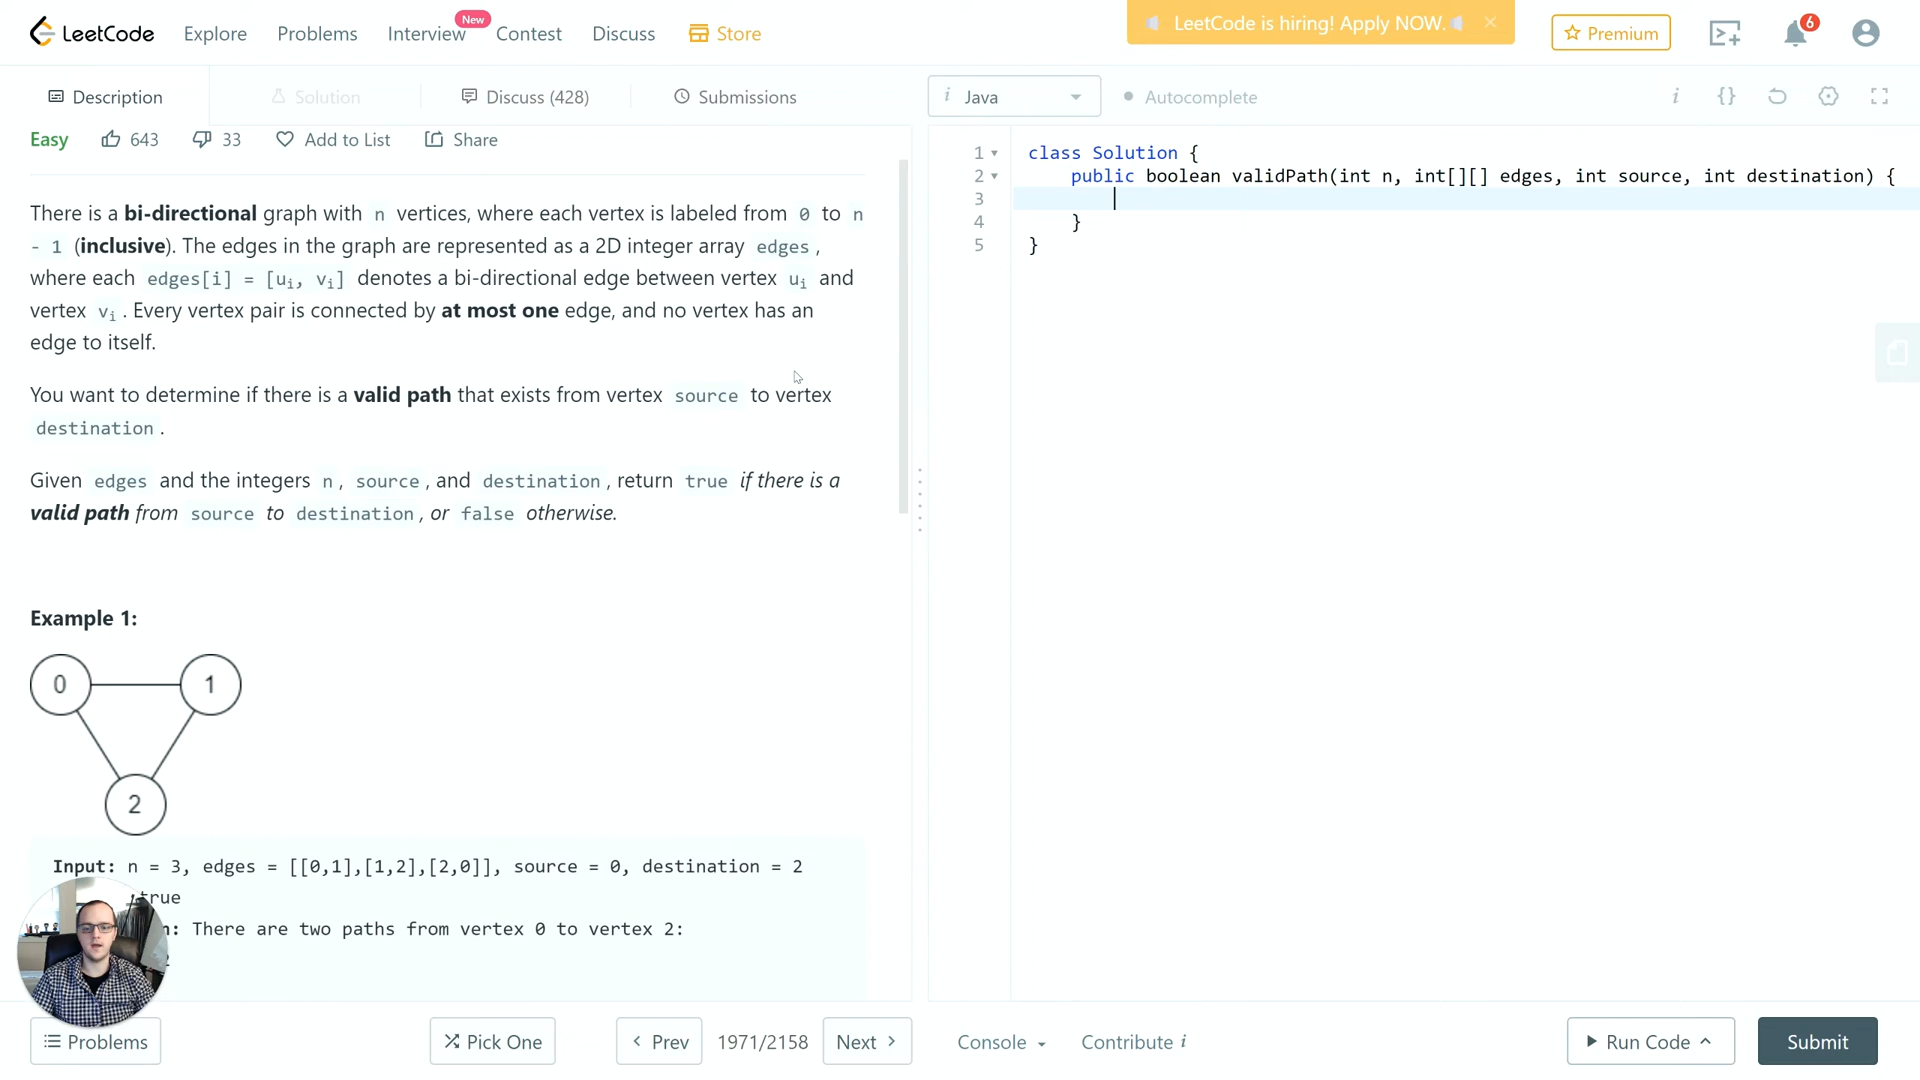 LeetCode Explore Problems Interview New Contest Discuss Store LeetCode is hiring! Apply NOW. × Premium 6
Description Solution Discuss (428) Submissions i Java Autocomplete i {}
Easy 643 33 Add to List Share
There is a bi-directional graph with n vertices, where each vertex is labeled from 0 to n
- 1 (inclusive). The edges in the graph are represented as a 2D integer array edges,
where each edges[i] = [ui, vi] denotes a bi-directional edge between vertex ui and
vertex vi. Every vertex pair is connected by at most one edge, and no vertex has an
edge to itself.
You want to determine if there is a valid path that exists from vertex source to vertex
destination.
Given edges and the integers n, source, and destination, return true if there is a
valid path from source to destination, or false otherwise.
Example 1:
0 1
2
Input: n = 3, edges = [[0,1],[1,2],[2,0]], source = 0, destination = 2
true
: There are two paths from vertex 0 to vertex 2:
1 class Solution {
2 public boolean validPath(int n, int[][] edges, int source, int destination) {
3
4 }
5 }
Problems Pick One < Prev 1971/2158 Next > Console Contribute i Run Code Submit